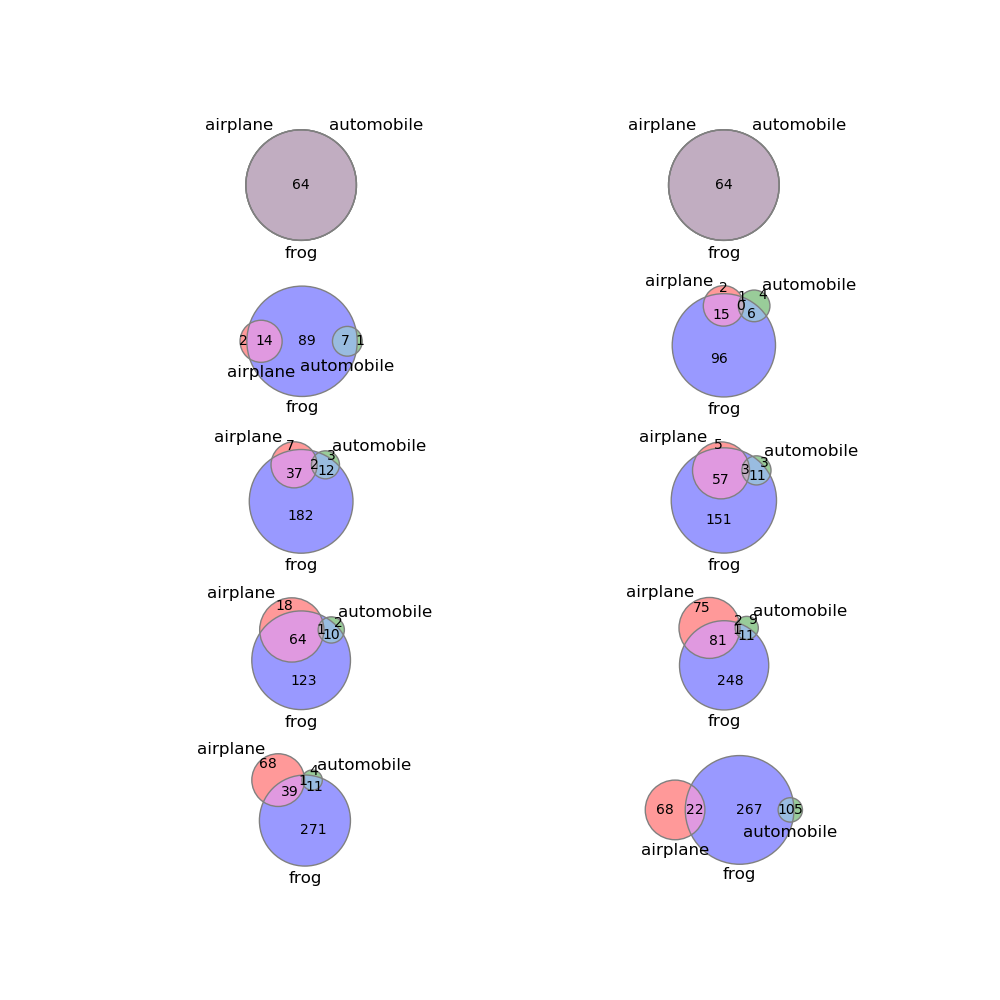 airplane automobile
64
frog
airplane automobile
64
frog
2 14 89 7 1
airplane automobile
frog
airplane 2 1 4 automobile
15 0 6
96
frog
airplane 7 3 automobile
37 2 12
182
frog
airplane 5 3 automobile
57 3 11
151
frog
airplane 18 2 automobile
64 1 10
123
frog
airplane 75 2 9 automobile
81 1 11
248
frog
airplane 68 4 automobile
39 1 11
271
frog
68 22 267 105
airplane automobile
frog